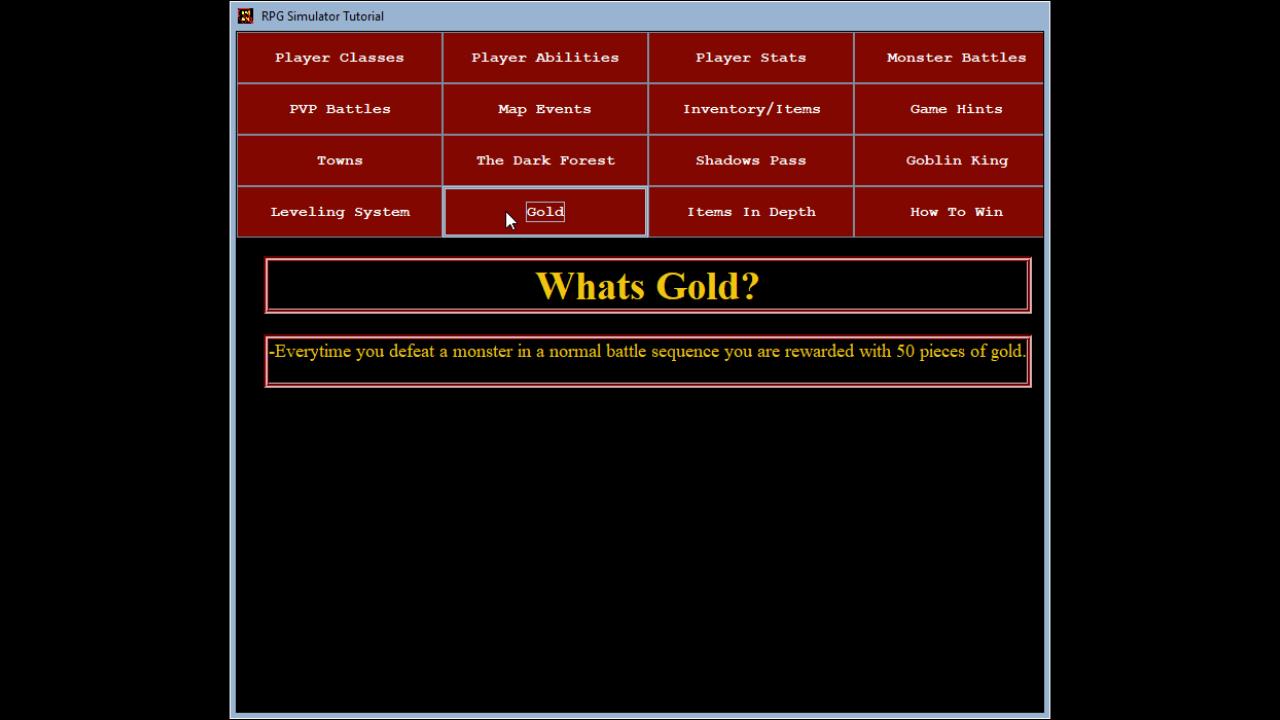 RPG Simulator Tutorial
Player Classes Player Abilities Player Stats Monster Battles
PVP Battles Map Events Inventory/Items Game Hints
Towns The Dark Forest Shadows Pass Goblin King
Leveling System Gold Items In Depth How To Win
Whats Gold?
-Everytime you defeat a monster in a normal battle sequence you are rewarded with 50 pieces of gold.